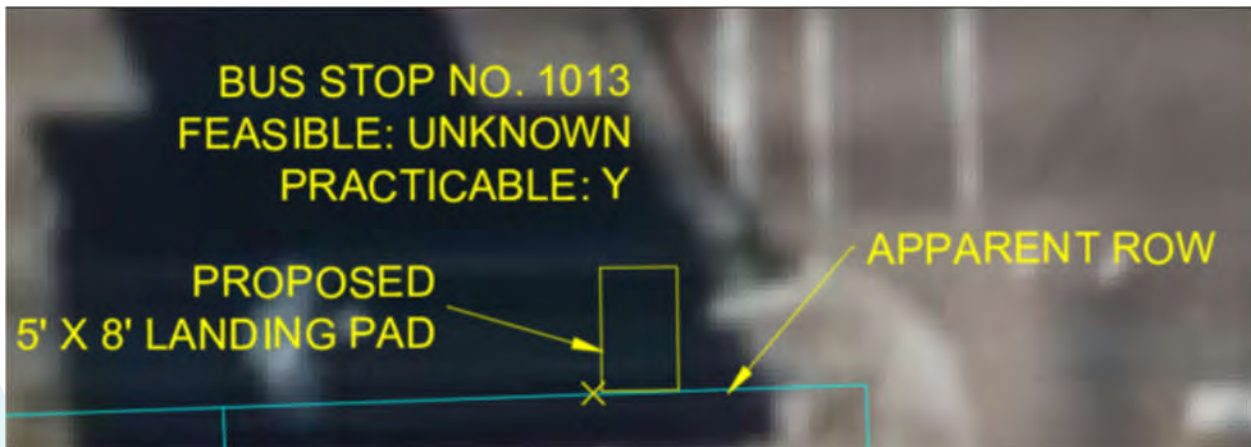 BUS STOP NO. 1013
FEASIBLE: UNKNOWN
PRACTICABLE: Y
PROPOSED
5' X 8' LANDING PAD
APPARENT ROW